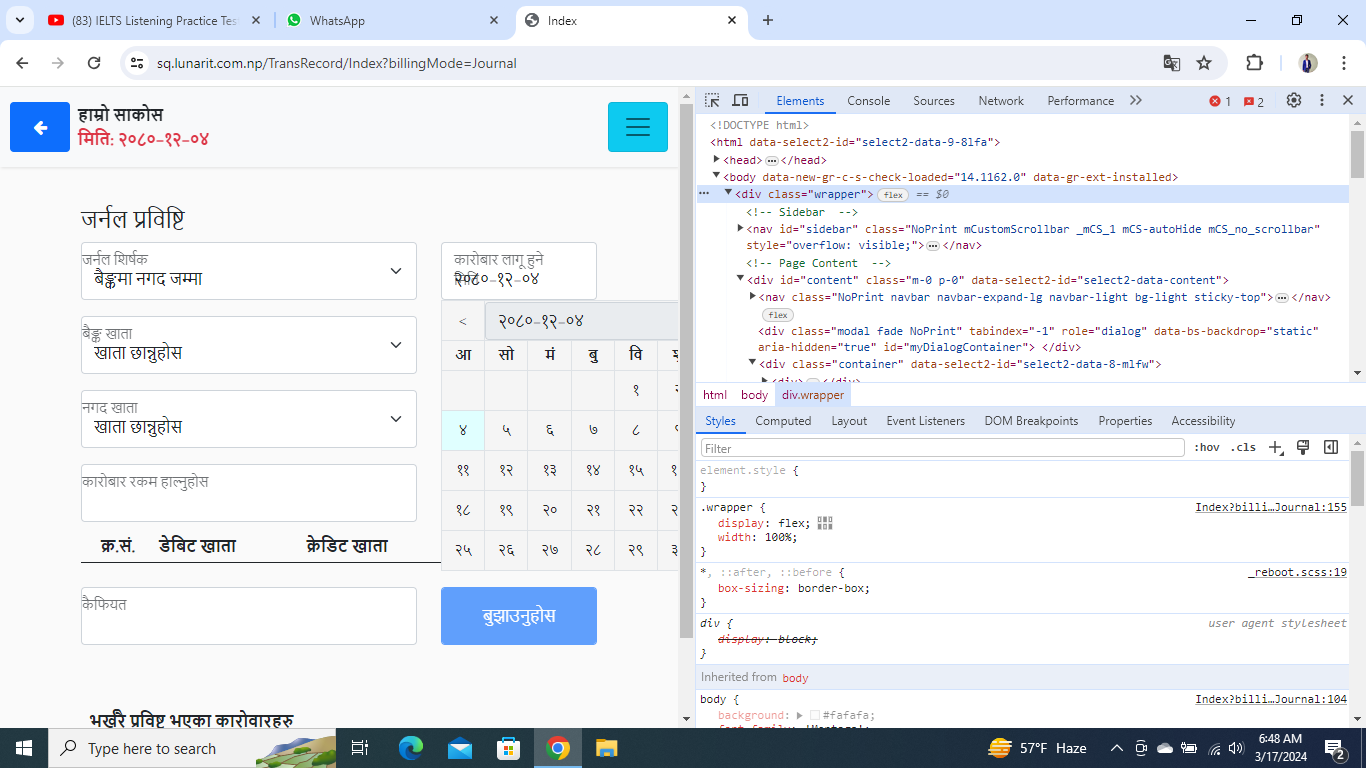 (83) IELTS Listening Practice Tes
WhatsApp
Index
sq.lunarit.com.np/TransRecord/Index?billingMode=Journal
हाम्रो साकोस
मिति: २०८०-१२-०४
जर्नल प्रविष्टि
जर्नल शिर्षक
बैङ्कमा नगद जम्मा
कारोबार लागू हुने
२०८०-१२-०४
< २०८०-१२-०४
आ सो मं बु वि
१
४ ५ ६ ७ ८
११ १२ १३ १४ १५
१८ १९ २० २१ २२
२५ २६ २७ २८ २९
बैङ्क खाता
खाता छान्नुहोस
नगद खाता
खाता छान्नुहोस
कारोबार रकम हाल्नुहोस
क्र.सं. डेबिट खाता क्रेडिट खाता
कैफियत
बुझाउनुहोस
भर्खरै प्रविष्ट भएका कारोवारहरु
Elements Console Sources Network Performance 1 2
<!DOCTYPE html>
<html data-select2-id="select2-data-9-8lfa">
<head> </head>
<body data-new-gr-c-s-check-loaded="14.1162.0" data-gr-ext-installed>
<div class="wrapper"> flex == $0
<!-- Sidebar -->
<nav id="sidebar" class="NoPrint mCustomScrollbar _mCS_1 mCS-autoHide mCS_no_scrollbar"
style="overflow: visible;"> </nav>
<!-- Page Content -->
<div id="content" class="m-0 p-0" data-select2-id="select2-data-content">
<nav class="NoPrint navbar navbar-expand-lg navbar-light bg-light sticky-top"> </nav>
flex
<div class="modal fade NoPrint" tabindex="-1" role="dialog" data-bs-backdrop="static"
aria-hidden="true" id="myDialogContainer"> </div>
<div class="container" data-select2-id="select2-data-8-mlfw">
<div> </div>
html body div.wrapper
Styles Computed Layout Event Listeners DOM Breakpoints Properties Accessibility
Filter :hov .cls
element.style {
}
.wrapper { Index?billi…Journal:155
display: flex;
width: 100%;
}
*, ::after, ::before { _reboot.scss:19
box-sizing: border-box;
}
div { user agent stylesheet
display: block;
}
Inherited from body
body { Index?billi…Journal:104
background: #fafafa;
Type here to search
57°F Haze
6:48 AM
3/17/2024
2